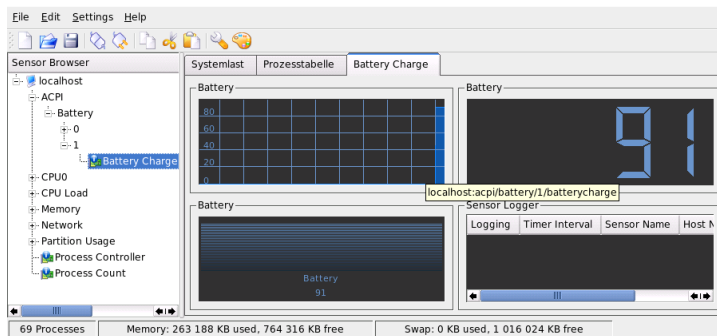 File Edit Settings Help
Sensor Browser
localhost
ACPI
Battery
0
1
Battery Charge
CPU0
CPU Load
Memory
Network
Partition Usage
Process Controller
Process Count
Systemlast Prozesstabelle Battery Charge
Battery
80
60
40
20
0
Battery
91
localhost:acpi/battery/1/batterycharge
Battery
Battery
91
Sensor Logger
Logging Timer Interval Sensor Name Host N
69 Processes Memory: 263 188 KB used, 764 316 KB free Swap: 0 KB used, 1 016 024 KB free